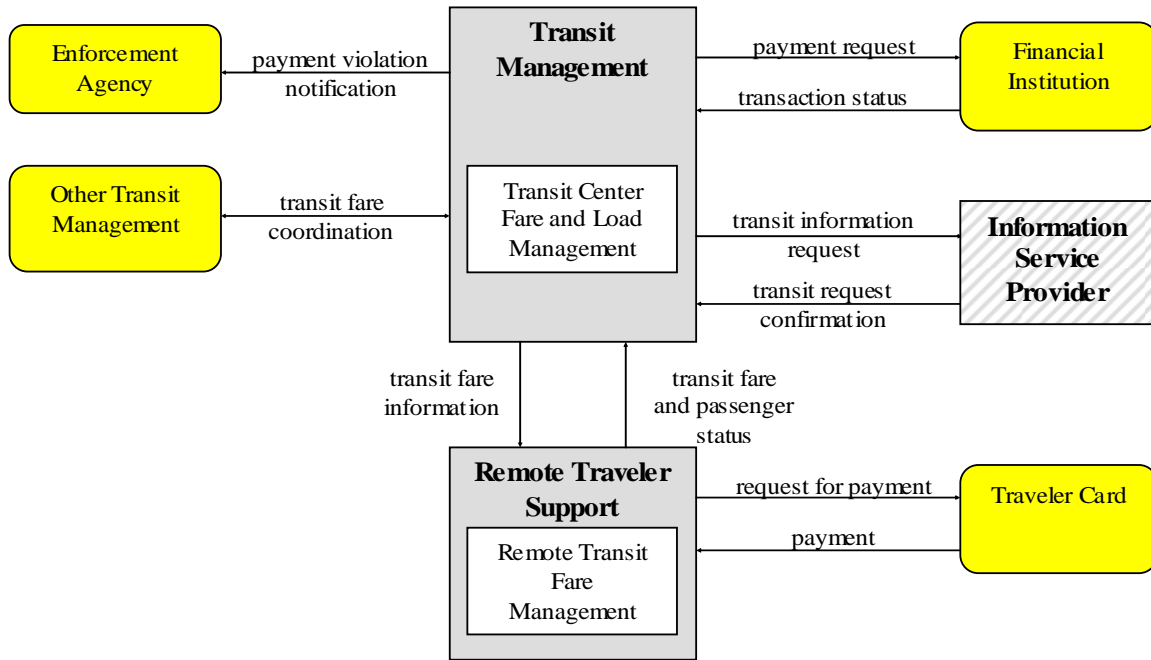 Enforcement
Agency
payment violation
notification
Transit
Management
payment request
transaction status
Financial
Institution
Other Transit
Management
transit fare
coordination
Transit Center
Fare and Load
Management
transit information
request
transit request
confirmation
Information
Service
Provider
transit fare
information
transit fare
and passenger
status
Remote Traveler
Support
Remote Transit
Fare
Management
request for payment
payment
Traveler Card